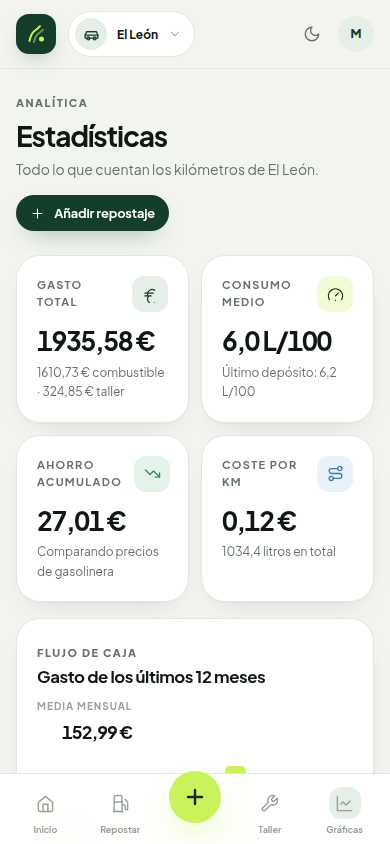 El León
M
ANALÍTICA
Estadísticas
Todo lo que cuentan los kilómetros de El León.
Añadir repostaje
GASTO
TOTAL
1935,58 €
1610,73 € combustible
· 324,85 € taller
CONSUMO
MEDIO
6,0 L/100
Último depósito: 6,2
L/100
AHORRO
ACUMULADO
27,01 €
Comparando precios
de gasolinera
COSTE POR
KM
0,12 €
1034,4 litros en total
FLUJO DE CAJA
Gasto de los últimos 12 meses
MEDIA MENSUAL
152,99 €
Inicio
Repostar
Taller
Gráficas